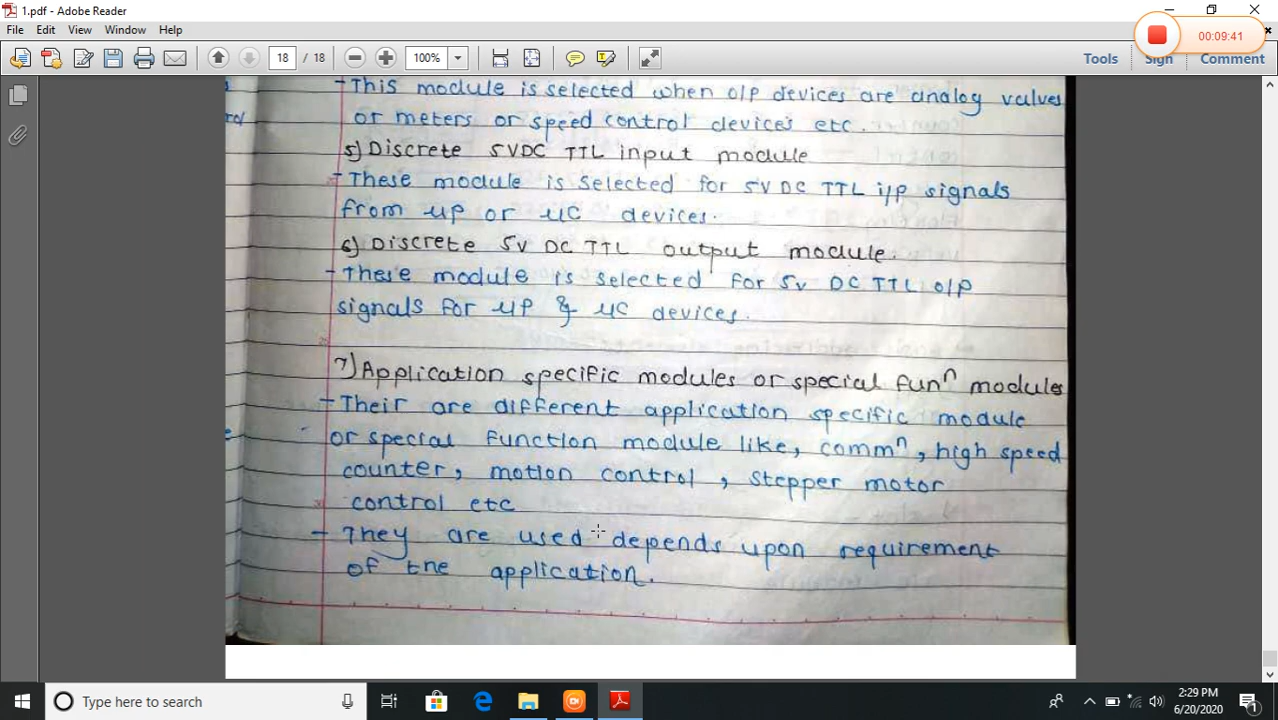 1.pdf - Adobe Reader
File Edit View Window Help
18 / 18 100% Tools Sign Comment
00:09:41
- This module is selected when O/P devices are analog valves
or meters or speed control devices etc.
5) Discrete 5VDC TTL input module
- These module is selected for 5V DC TTL i/p signals
from μP or μC devices.
6) Discrete 5V DC TTL output module.
- These module is selected for 5V DC TTL O/P
signals for μP & μC devices.
7) Application specific modules or special funⁿ modules
- Their are different application specific module
or special function module like, commⁿ, high speed
counter, motion control, stepper motor
control etc
- They are used depends upon requirement
of the application.
Type here to search
2:29 PM
6/20/2020
1